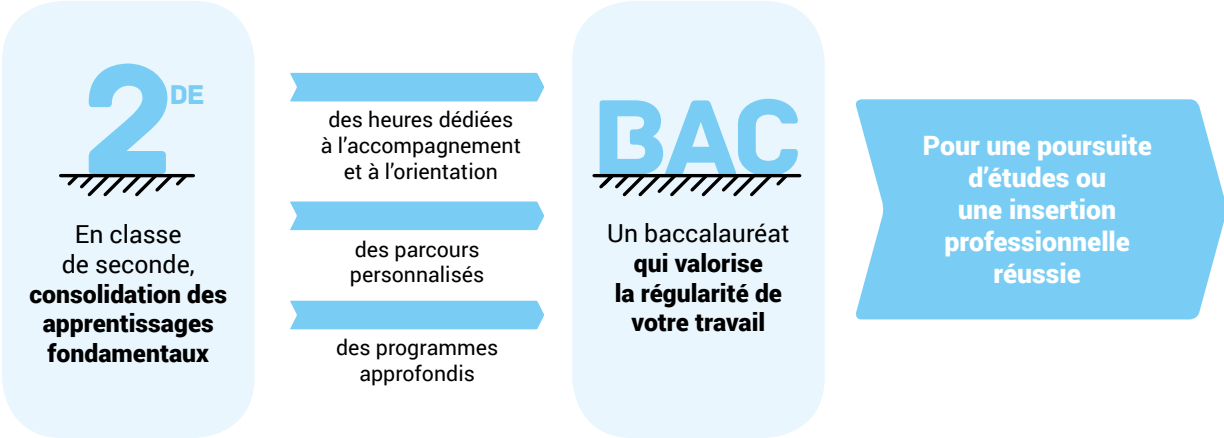 2DE
En classe
de seconde,
consolidation des
apprentissages
fondamentaux
des heures dédiées
à l’accompagnement
et à l’orientation
des parcours
personnalisés
des programmes
approfondis
BAC
Un baccalauréat
qui valorise
la régularité de
votre travail
Pour une poursuite
d’études ou
une insertion
professionnelle
réussie